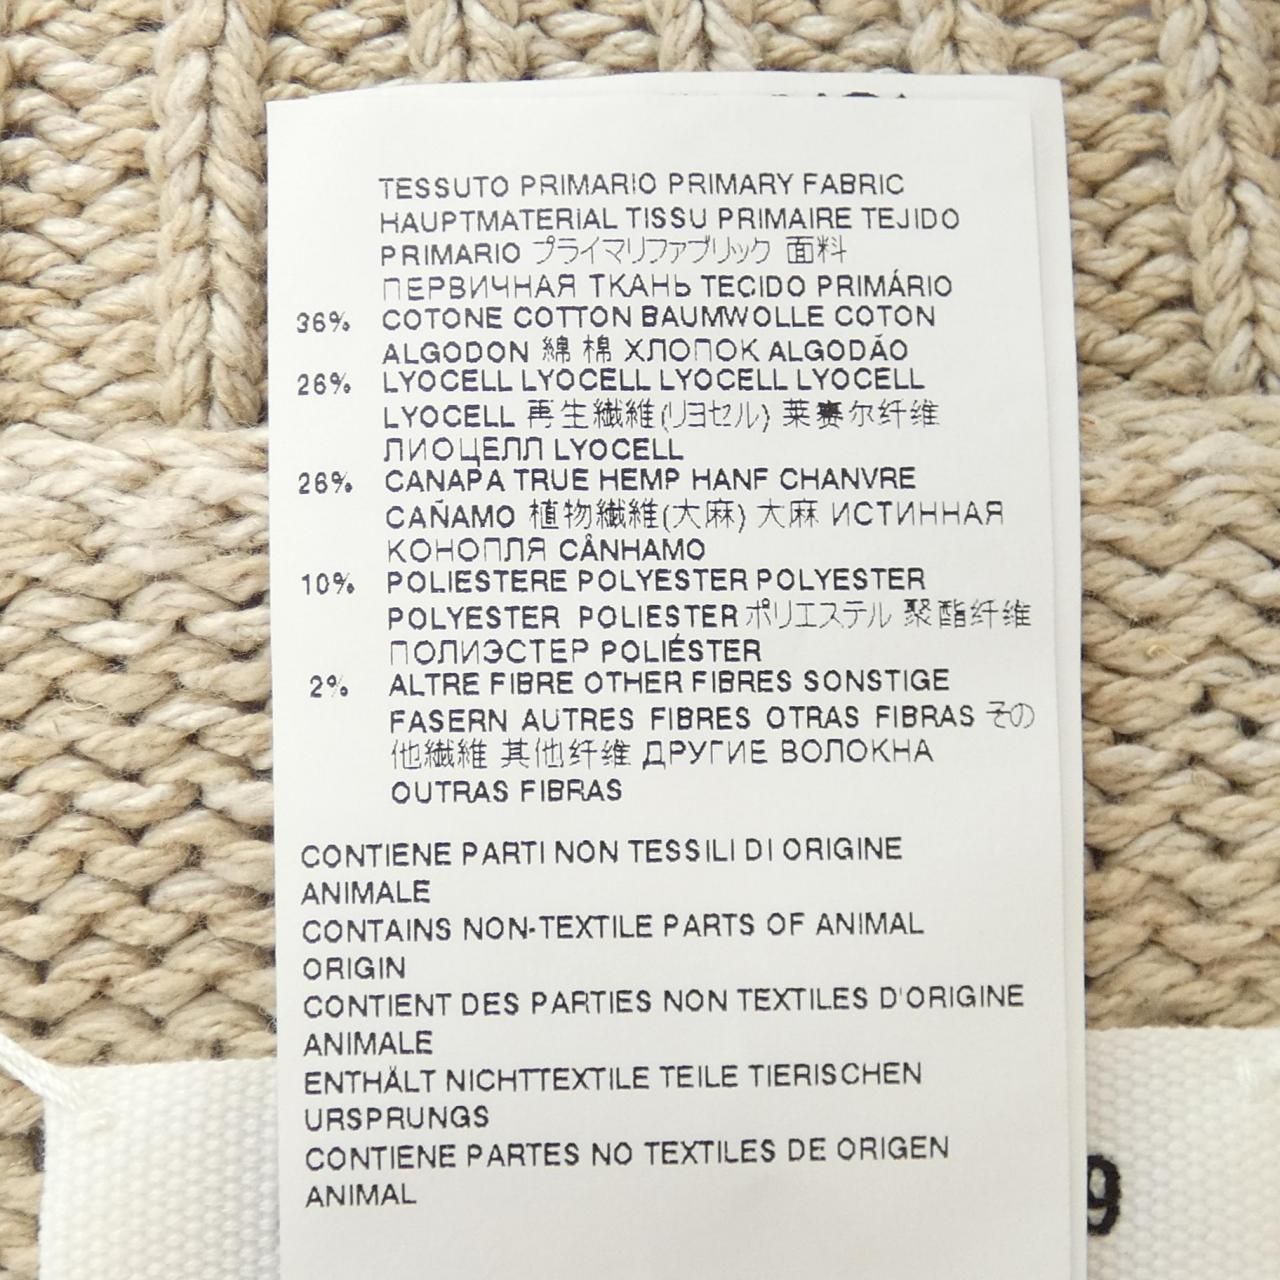 TESSUTO PRIMARIO PRIMARY FABRIC
HAUPTMATERIAL TISSU PRIMAIRE TEJIDO
PRIMARIO プライマリファブリック 面料
ПЕРВИЧНАЯ ТКАНЬ TECIDO PRIMÁRIO
36% COTONE COTTON BAUMWOLLE COTON
ALGODON 綿 棉 ХЛОПОК ALGODÃO
26% LYOCELL LYOCELL LYOCELL LYOCELL
LYOCELL 再生繊維(リヨセル) 莱赛尔纤维
ЛИОЦЕЛЛ LYOCELL
26% CANAPA TRUE HEMP HANF CHANVRE
CAÑAMO 植物繊維(大麻) 大麻 ИСТИННАЯ
КОНОПЛЯ CÂNHAMO
10% POLIESTERE POLYESTER POLYESTER
POLYESTER POLIESTER ポリエステル 聚酯纤维
ПОЛИЭСТЕР POLIÉSTER
2% ALTRE FIBRE OTHER FIBRES SONSTIGE
FASERN AUTRES FIBRES OTRAS FIBRAS その
他繊維 其他纤维 ДРУГИЕ ВОЛОКНА
OUTRAS FIBRAS
CONTIENE PARTI NON TESSILI DI ORIGINE
ANIMALE
CONTAINS NON-TEXTILE PARTS OF ANIMAL
ORIGIN
CONTIENT DES PARTIES NON TEXTILES D'ORIGINE
ANIMALE
ENTHÄLT NICHTTEXTILE TEILE TIERISCHEN
URSPRUNGS
CONTIENE PARTES NO TEXTILES DE ORIGEN
ANIMAL